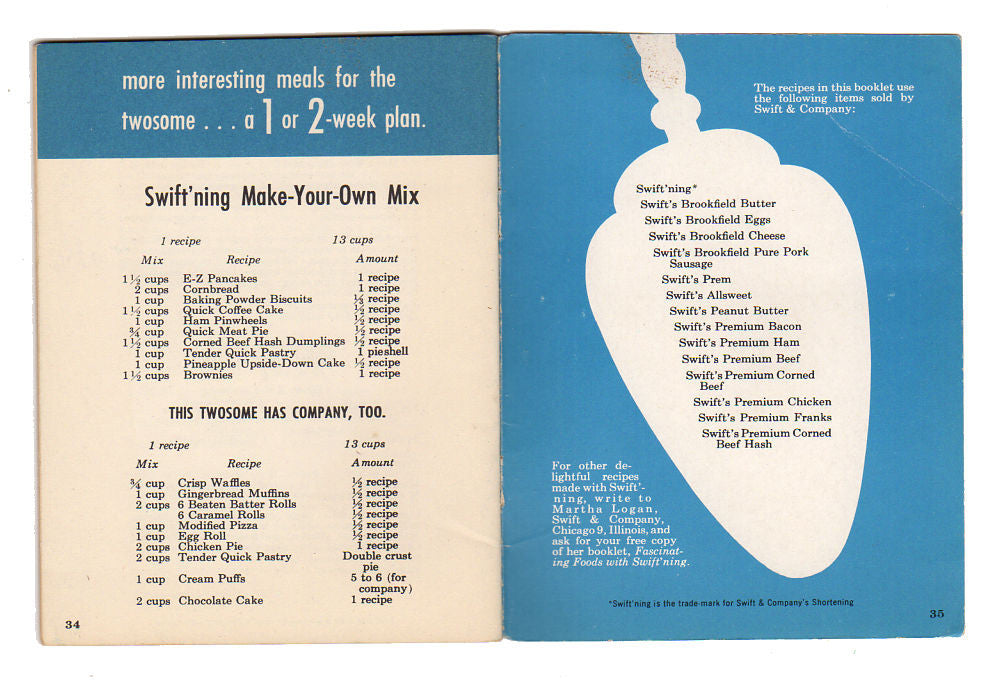 more interesting meals for the
twosome . . . a 1 or 2-week plan.
Swift'ning Make-Your-Own Mix
1 recipe 13 cups
Mix Recipe Amount
1½ cups E-Z Pancakes 1 recipe
2 cups Cornbread 1 recipe
1 cup Baking Powder Biscuits ½ recipe
1½ cups Quick Coffee Cake ½ recipe
1 cup Ham Pinwheels ½ recipe
¾ cup Quick Meat Pie ½ recipe
1½ cups Corned Beef Hash Dumplings ½ recipe
1 cup Tender Quick Pastry 1 pie shell
1 cup Pineapple Upside-Down Cake ½ recipe
1½ cups Brownies 1 recipe
THIS TWOSOME HAS COMPANY, TOO.
1 recipe 13 cups
Mix Recipe Amount
¾ cup Crisp Waffles ½ recipe
1 cup Gingerbread Muffins ½ recipe
2 cups 6 Beaten Batter Rolls ½ recipe
6 Caramel Rolls ½ recipe
1 cup Modified Pizza ½ recipe
1 cup Egg Roll ½ recipe
2 cups Chicken Pie 1 recipe
2 cups Tender Quick Pastry Double crust
pie
1 cup Cream Puffs 5 to 6 (for
company)
2 cups Chocolate Cake 1 recipe
34
The recipes in this booklet use
the following items sold by
Swift & Company:
Swift'ning*
Swift's Brookfield Butter
Swift's Brookfield Eggs
Swift's Brookfield Cheese
Swift's Brookfield Pure Pork
Sausage
Swift's Prem
Swift's Allsweet
Swift's Peanut Butter
Swift's Premium Bacon
Swift's Premium Ham
Swift's Premium Beef
Swift's Premium Corned
Beef
Swift's Premium Chicken
Swift's Premium Franks
Swift's Premium Corned
Beef Hash
For other de-
lightful recipes
made with Swift'-
ning, write to
Martha Logan,
Swift & Company,
Chicago 9, Illinois, and
ask for your free copy
of her booklet, Fascinat-
ing Foods with Swift'ning.
*Swift'ning is the trade-mark for Swift & Company's Shortening
35